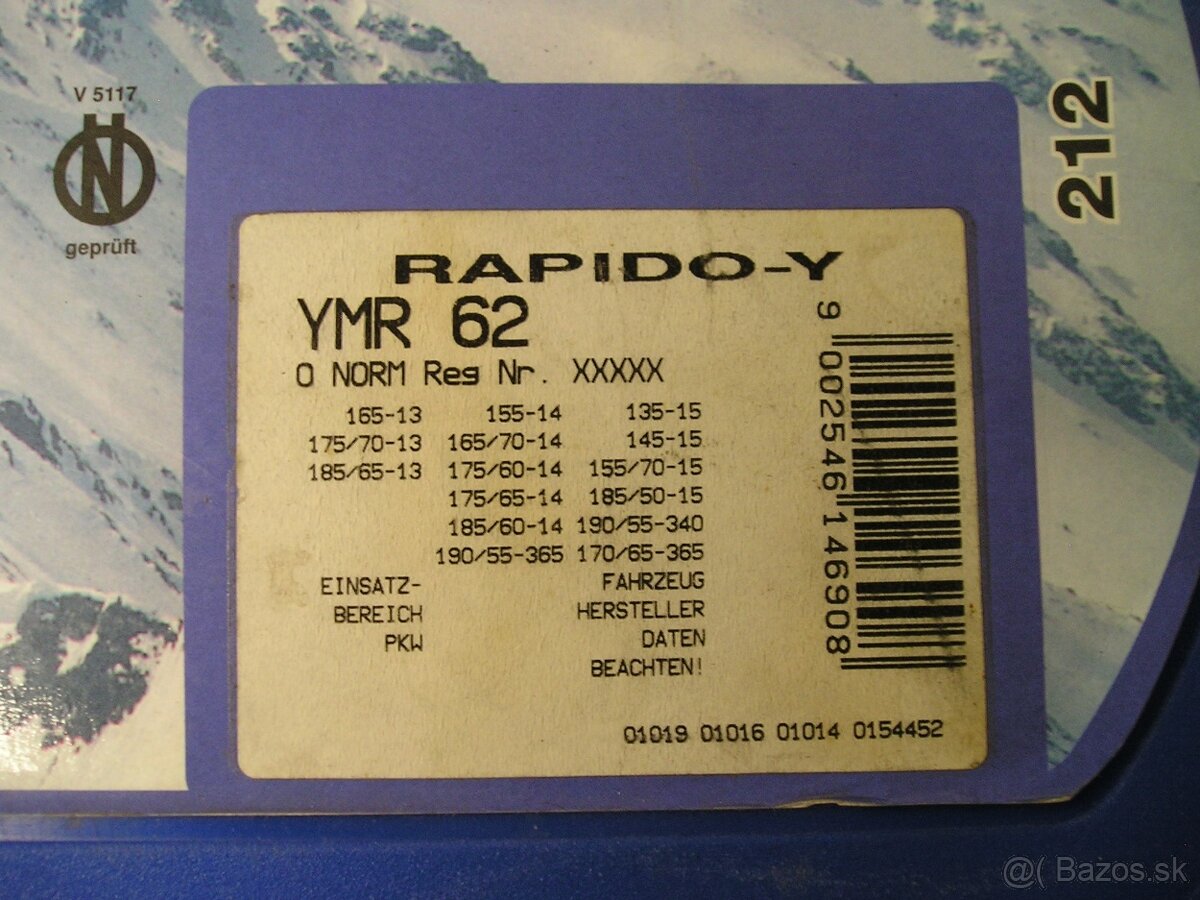 V 5117
N
geprüft
212
RAPIDO-Y
YMR 62
O NORM Reg Nr. XXXXX
165-13 155-14 135-15
175/70-13 165/70-14 145-15
185/65-13 175/60-14 155/70-15
175/65-14 185/50-15
185/60-14 190/55-340
190/55-365 170/65-365
EINSATZ- FAHRZEUG
BEREICH HERSTELLER
PKW DATEN
BEACHTEN!
9 002546 146908
01019 01016 01014 0154452
@( Bazos.sk